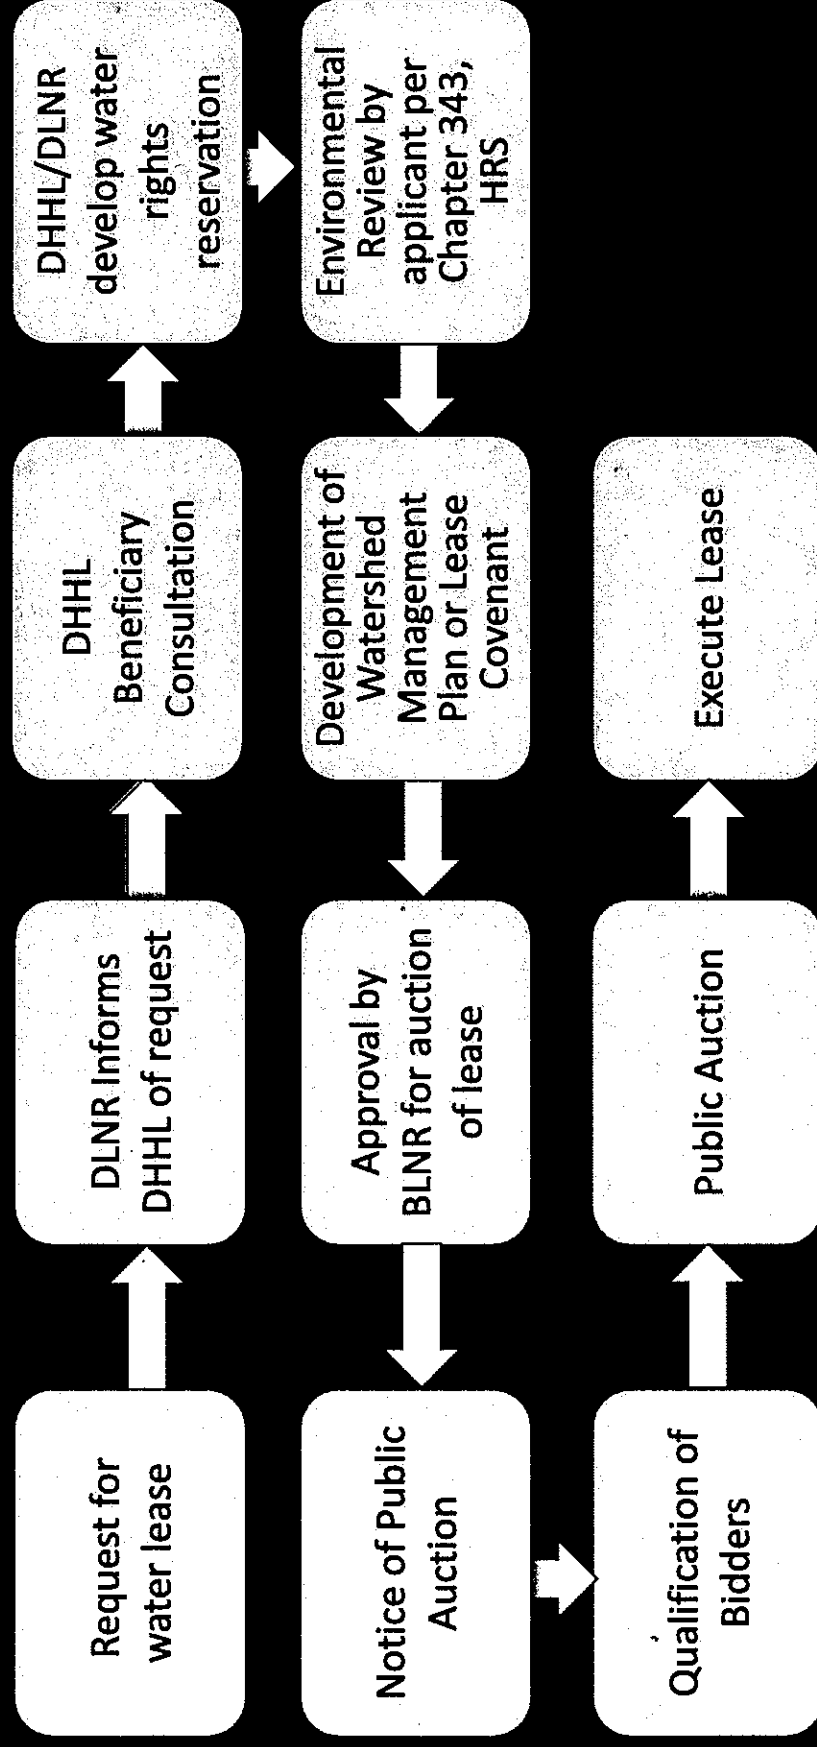 Request for
water lease
DLNR Informs
DHHL of request
DHHL
Beneficiary
Consultation
DHHL/DLNR
develop water
rights
reservation
Environmental
Review by
applicant per
Chapter 343,
HRS
Development of
Watershed
Management
Plan or Lease
Covenant
Approval by
BLNR for auction
of lease
Notice of Public
Auction
Qualification of
Bidders
Public Auction
Execute Lease